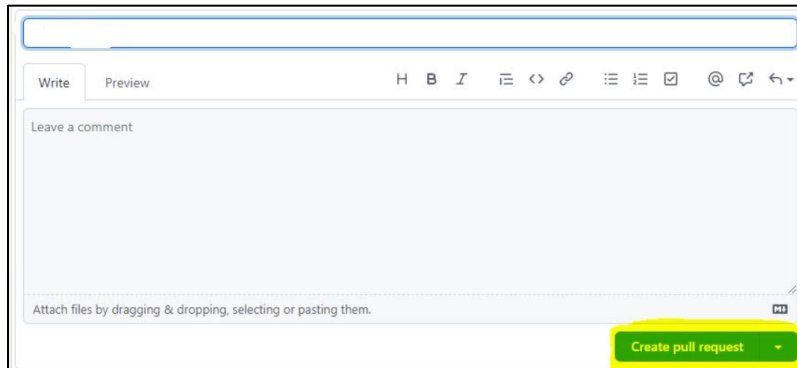 Write Preview H B I <> @
Leave a comment
Attach files by dragging & dropping, selecting or pasting them. M↓
Create pull request